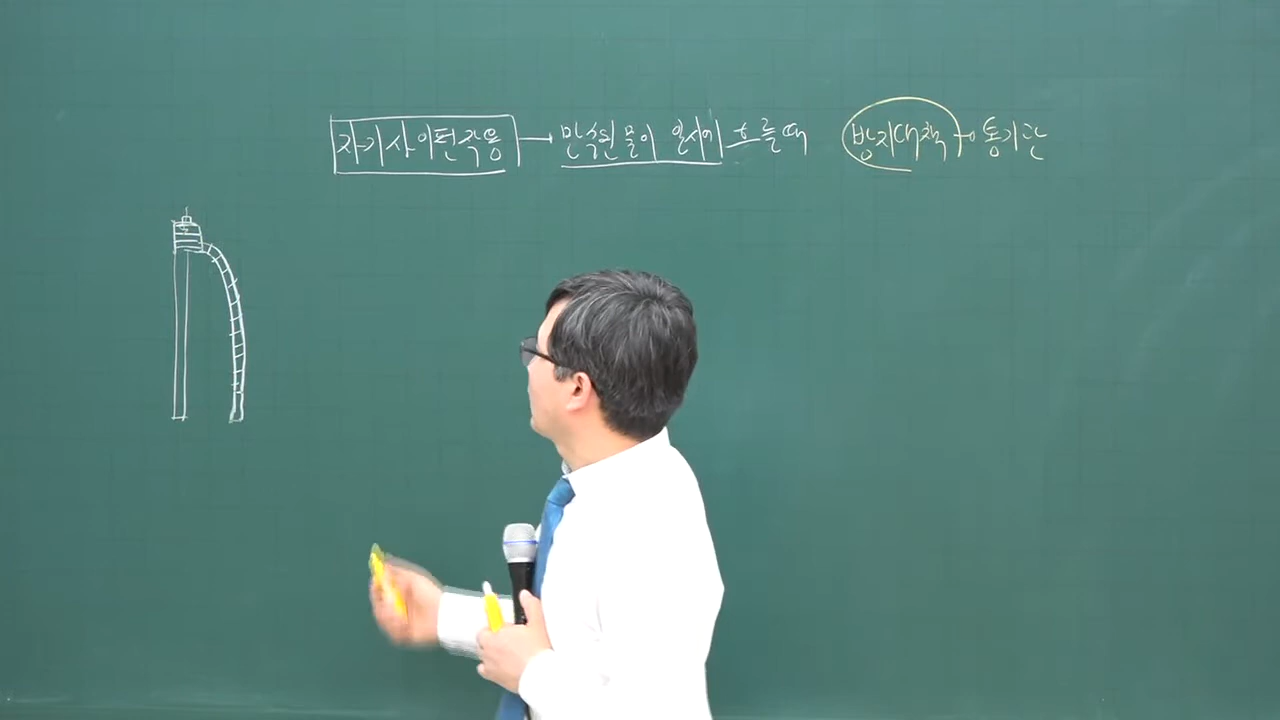 자기사이펀작용 → 만수된 물이 일시에 흐를때 방지대책 → 통기관